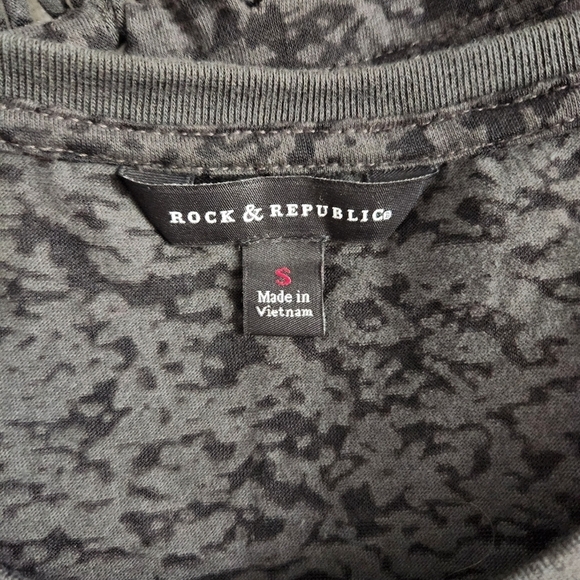 ROCK & REPUBLIC®
S
Made in
Vietnam